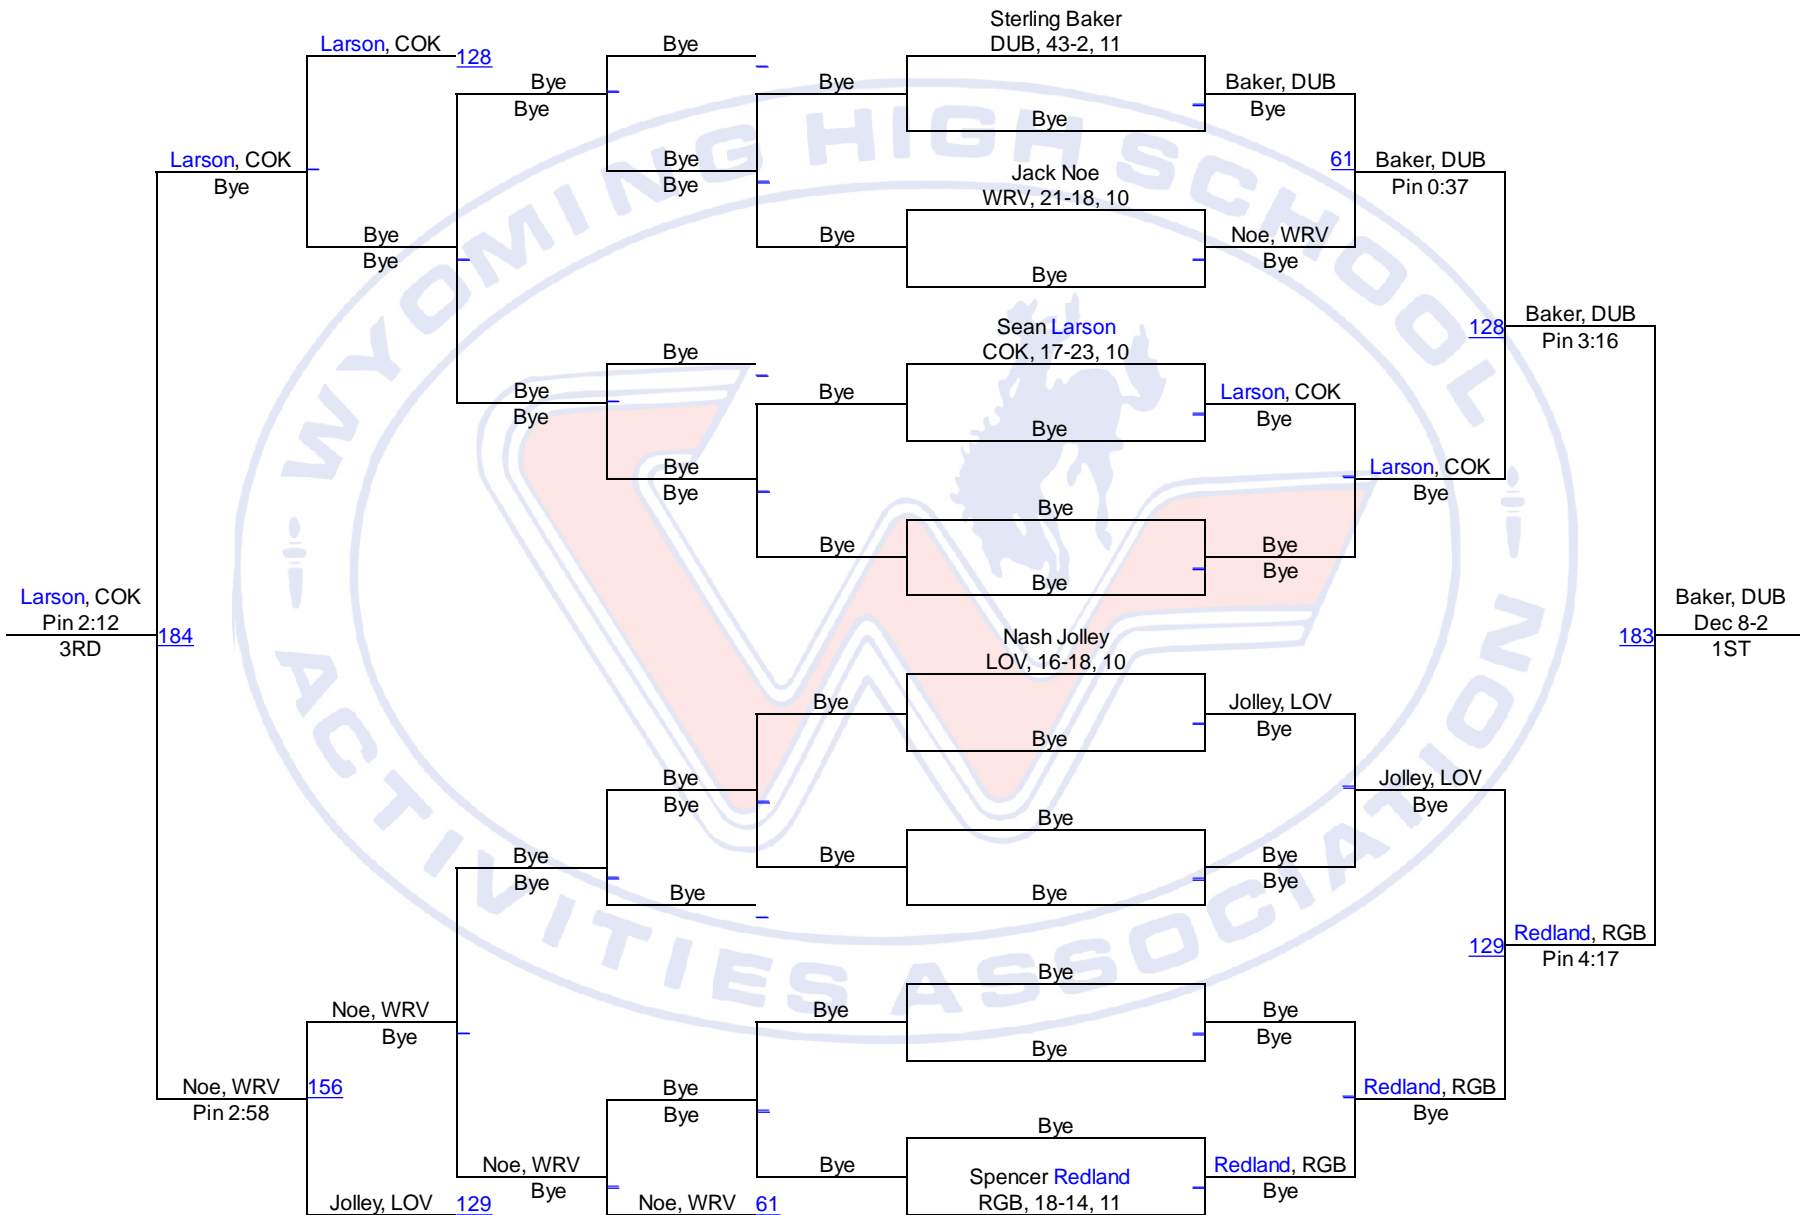 Sterling Baker
DUB, 43-2, 11
Larson, COK
128
Bye
Bye
Bye
Bye
Baker, DUB
Bye
Bye
Bye
Bye
Larson, COK
Bye
61
Baker, DUB
Pin 0:37
Jack Noe
WRV, 21-18, 10
Bye
Bye
Bye
Noe, WRV
Bye
Bye
Sean Larson
COK, 17-23, 10
128
Baker, DUB
Pin 3:16
Bye
Bye
Bye
Bye
Larson, COK
Bye
Bye
Bye
Bye
Larson, COK
Bye
Bye
Bye
Bye
Bye
Bye
Larson, COK
Pin 2:12
3RD
184
183
Baker, DUB
Dec 8-2
1ST
Nash Jolley
LOV, 16-18, 10
Bye
Jolley, LOV
Bye
Bye
Bye
Bye
Jolley, LOV
Bye
Bye
Bye
Bye
Bye
Bye
Bye
Bye
Bye
129
Redland, RGB
Pin 4:17
Bye
Noe, WRV
Bye
Bye
Bye
Bye
Bye
Noe, WRV
Pin 2:58
156
Bye
Bye
Redland, RGB
Bye
Bye
Noe, WRV
Bye
Bye
Spencer Redland
RGB, 18-14, 11
Redland, RGB
Bye
Jolley, LOV
129
Noe, WRV
61
WYOMING HIGH SCHOOL
ACTIVITIES ASSOCIATION
W